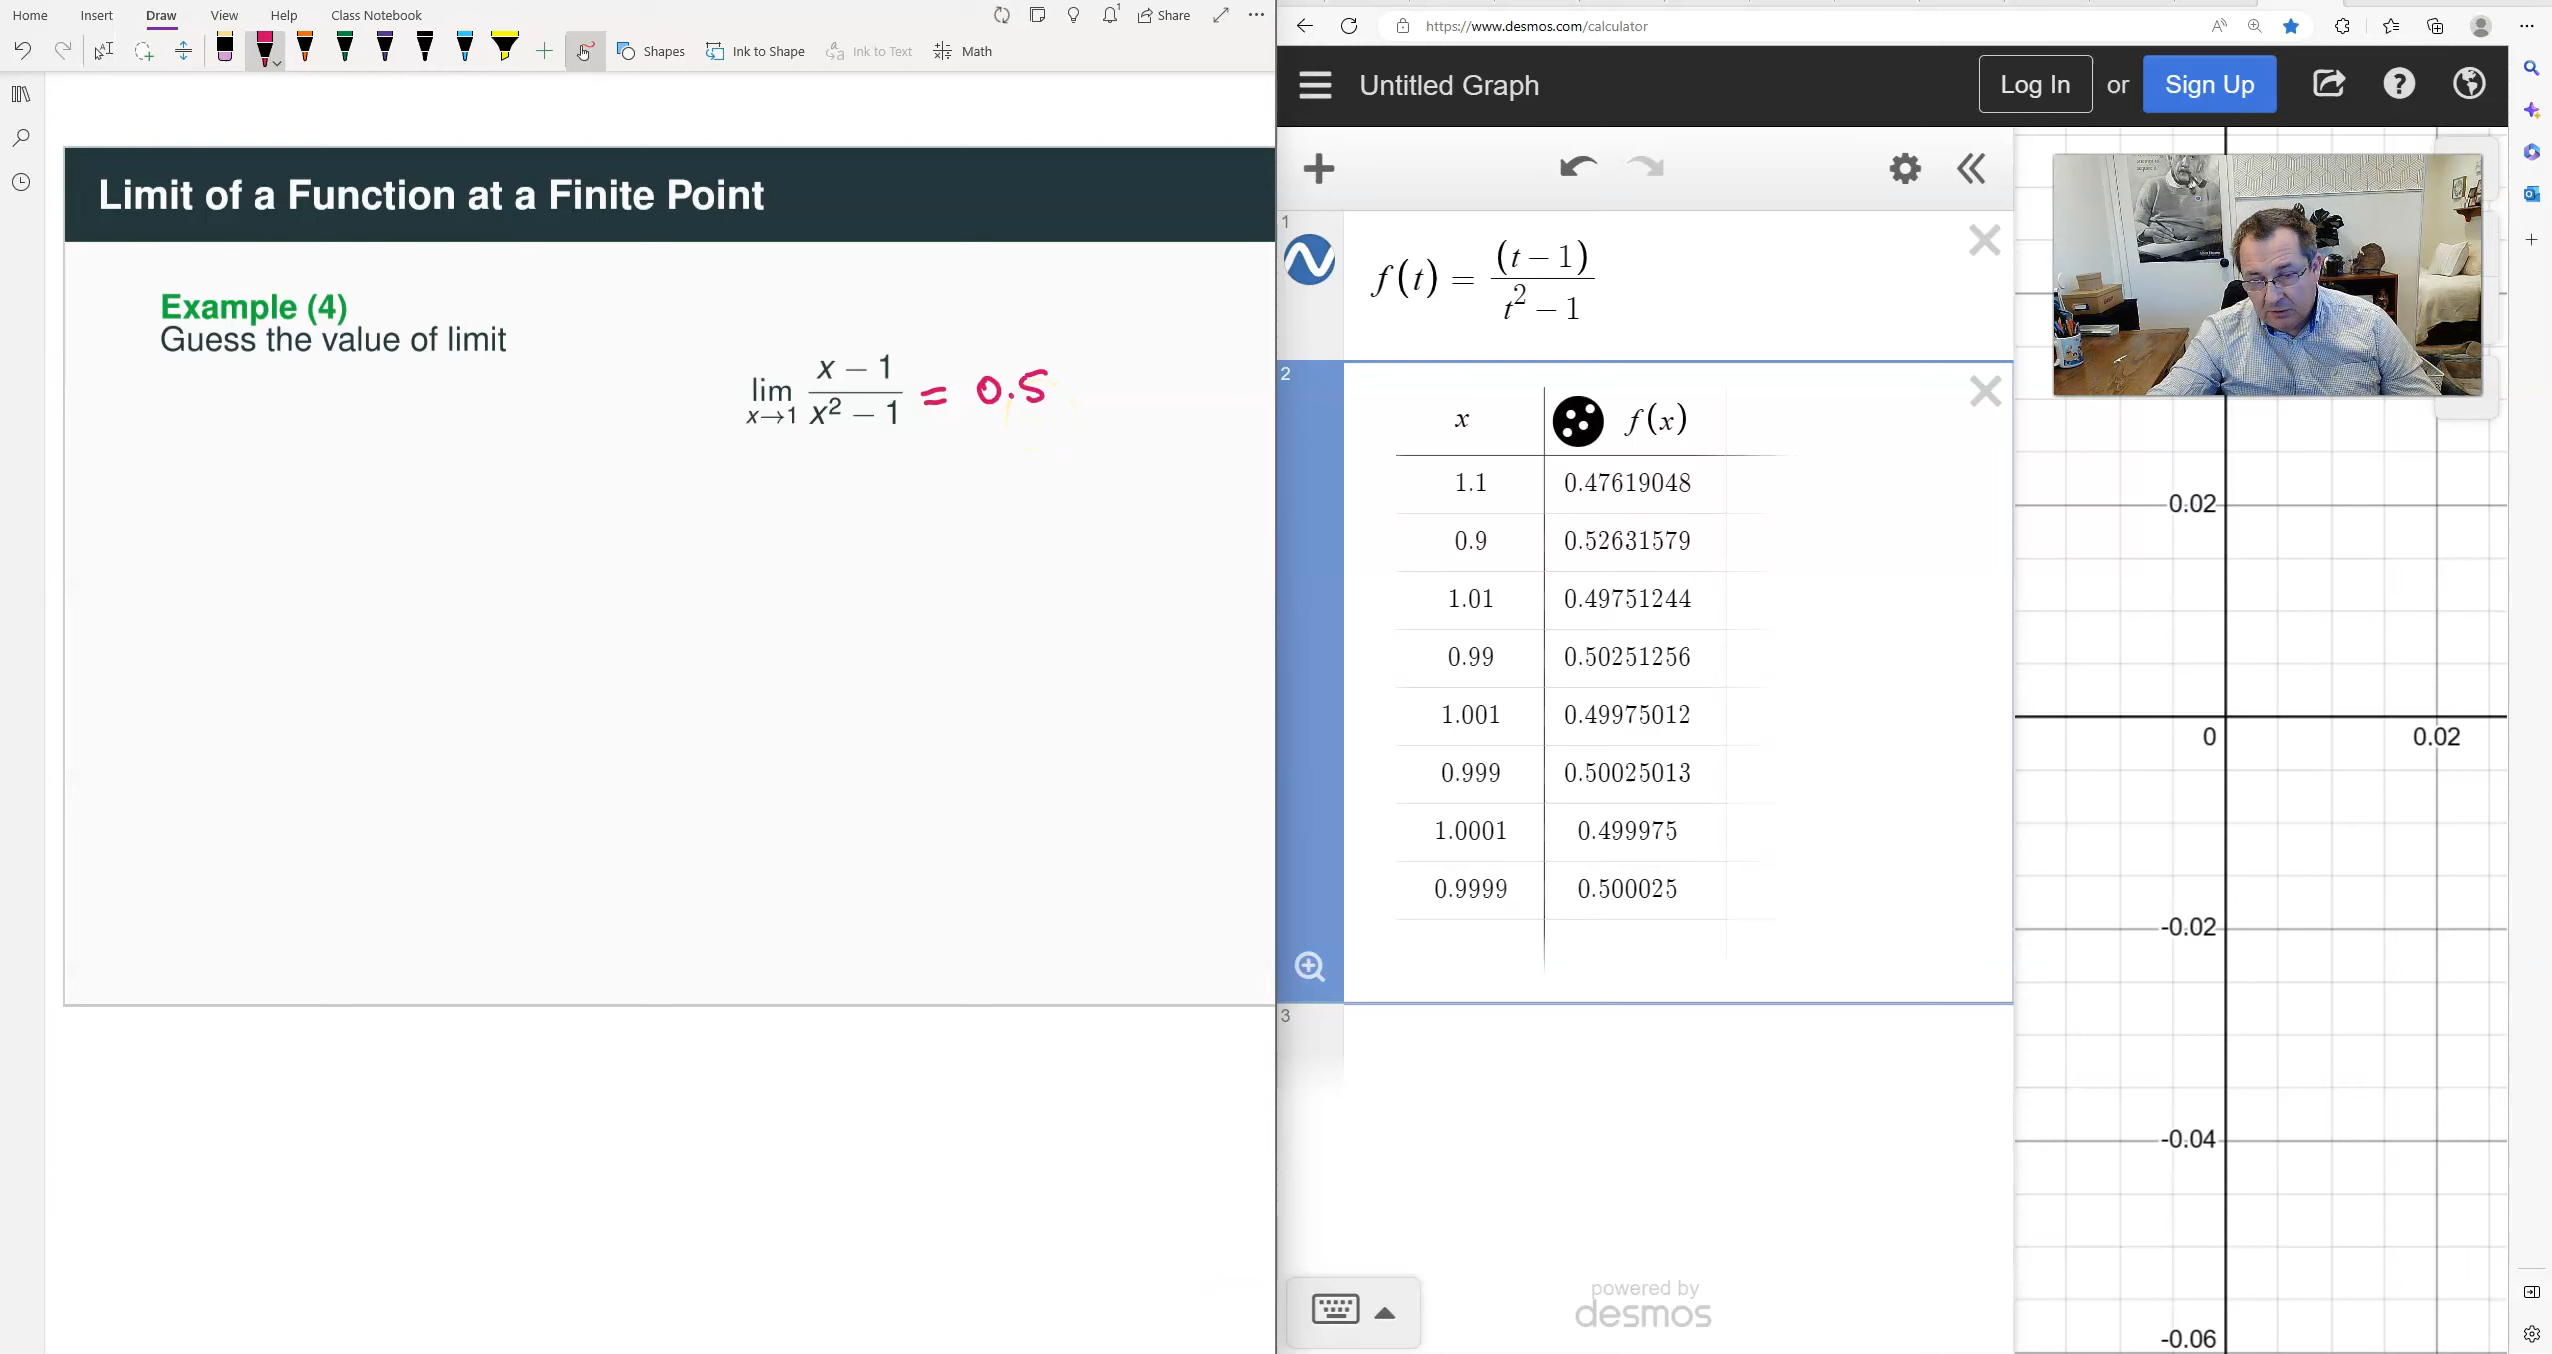 Home Insert Draw View Help Class Notebook Share
Shapes Ink to Shape Ink to Text Math
Limit of a Function at a Finite Point
Example (4)
Guess the value of limit
lim x→1 (x − 1)/(x² − 1) = 0.5
https://www.desmos.com/calculator
Untitled Graph Log In or Sign Up
1
f(t) = (t − 1)/(t² − 1)
2
x f(x)
1.1 0.47619048
0.9 0.52631579
1.01 0.49751244
0.99 0.50251256
1.001 0.49975012
0.999 0.50025013
1.0001 0.499975
0.9999 0.500025
3
powered by
desmos
0.02
0 0.02
-0.02
-0.04
-0.06